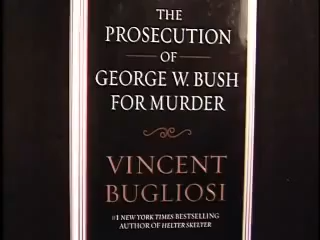 THE
PROSECUTION
OF
GEORGE W. BUSH
FOR MURDER
VINCENT
BUGLIOSI
#1 NEW YORK TIMES BESTSELLING
AUTHOR OF HELTER SKELTER